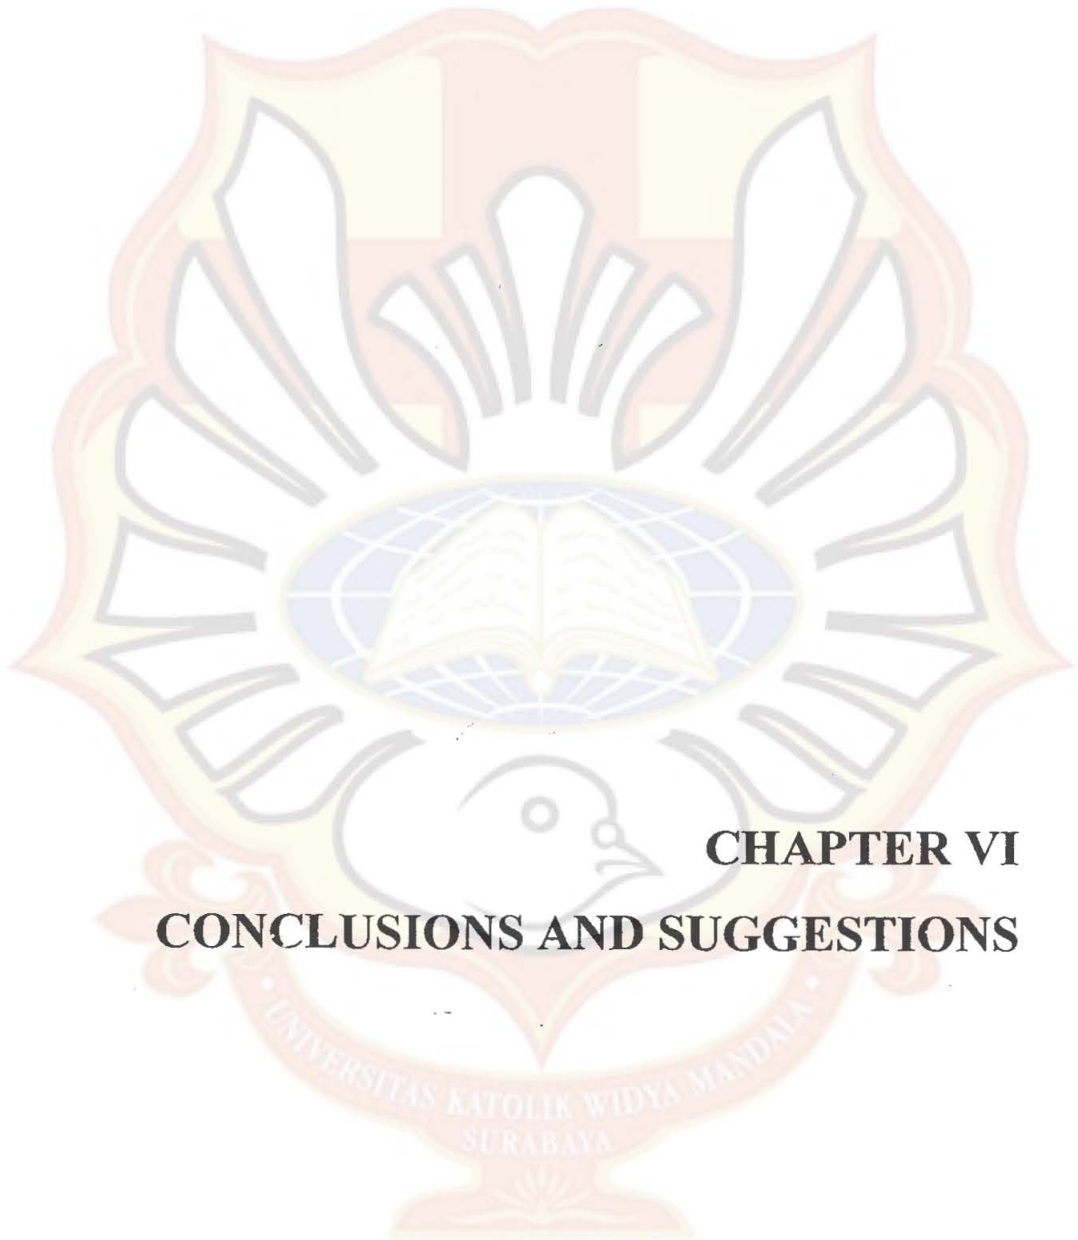 CHAPTER VI
CONCLUSIONS AND SUGGESTIONS
UNIVERSITAS KATOLIK WIDYA MANDALA
SURABAYA